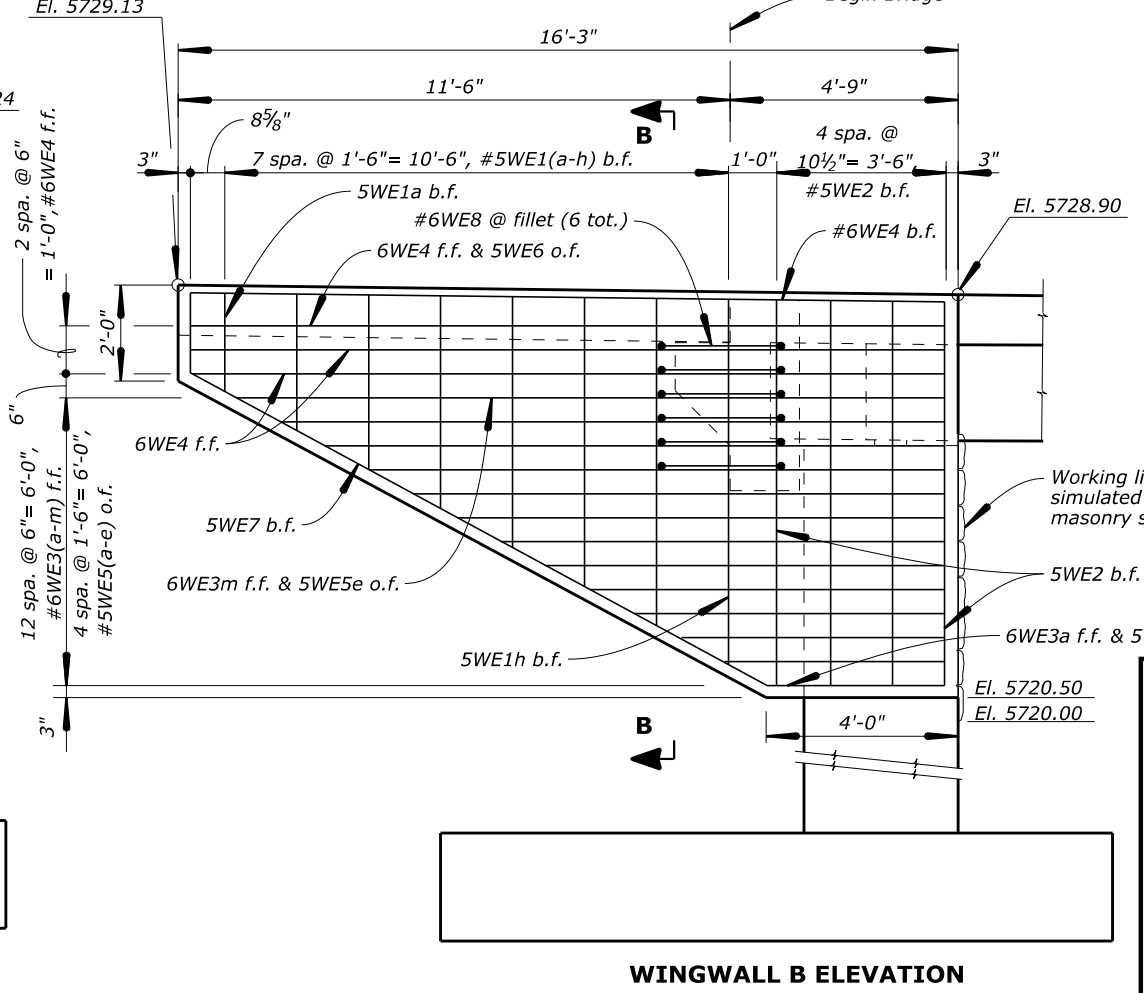 El. 5729.13
Begin Bridge
16'-3"
24
11'-6"
4'-9"
B
8⅝"
4 spa. @
10½"= 3'-6",
#5WE2 b.f.
3"
7 spa. @ 1'-6"= 10'-6", #5WE1(a-h) b.f.
1'-0"
3"
2 spa. @ 6"
= 1'-0",#6WE4 f.f.
5WE1a b.f.
#6WE8 @ fillet (6 tot.)
6WE4 f.f. & 5WE6 o.f.
#6WE4 b.f.
El. 5728.90
2'-0"
6"
6WE4 f.f.
12 spa. @ 6"= 6'-0",
#6WE3(a-m) f.f.
4 spa. @ 1'-6"= 6'-0",
#5WE5(a-e) o.f.
5WE7 b.f.
6WE3m f.f. & 5WE5e o.f.
Working li
simulated
masonry s
5WE2 b.f.
5WE1h b.f.
6WE3a f.f. & 5
El. 5720.50
El. 5720.00
3"
B
4'-0"
WINGWALL B ELEVATION